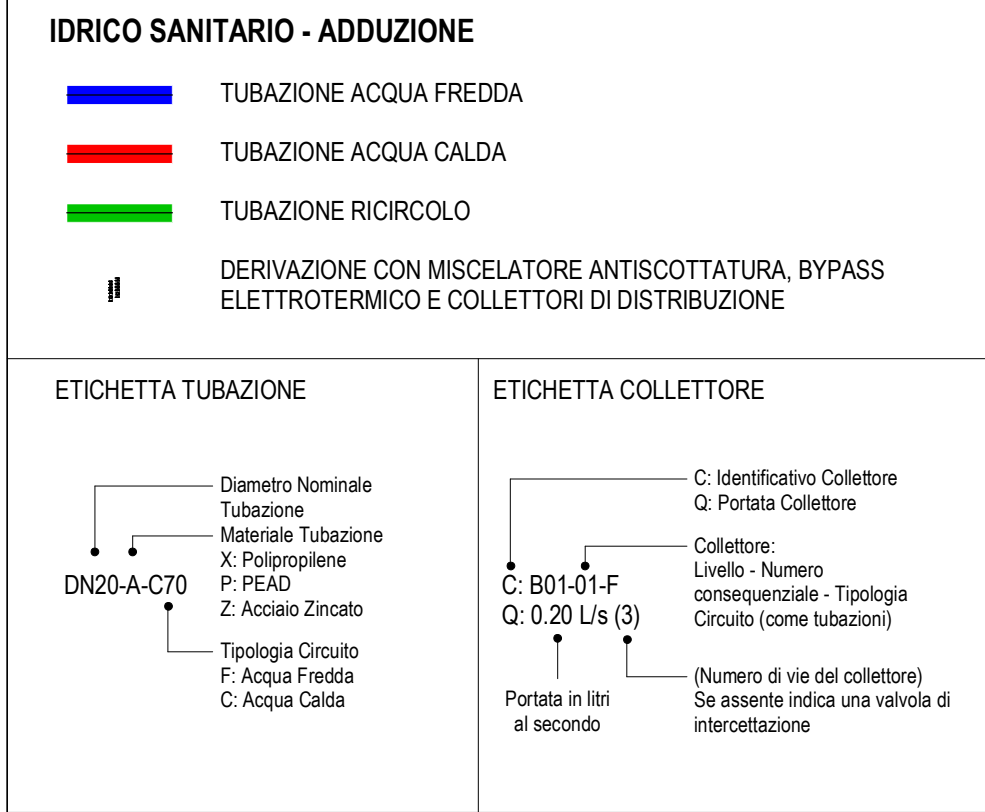 IDRICO SANITARIO - ADDUZIONE
TUBAZIONE ACQUA FREDDA
TUBAZIONE ACQUA CALDA
TUBAZIONE RICIRCOLO
DERIVAZIONE CON MISCELATORE ANTISCOTTATURA, BYPASS
ELETTROTERMICO E COLLETTORI DI DISTRIBUZIONE
ETICHETTA TUBAZIONE
Diametro Nominale
Tubazione
Materiale Tubazione
X: Polipropilene
P: PEAD
Z: Acciaio Zincato
DN20-A-C70
Tipologia Circuito
F: Acqua Fredda
C: Acqua Calda
ETICHETTA COLLETTORE
C: Identificativo Collettore
Q: Portata Collettore
Collettore:
Livello - Numero
consequenziale - Tipologia
Circuito (come tubazioni)
C: B01-01-F
Q: 0.20 L/s (3)
Portata in litri
al secondo
(Numero di vie del collettore)
Se assente indica una valvola di
intercettazione